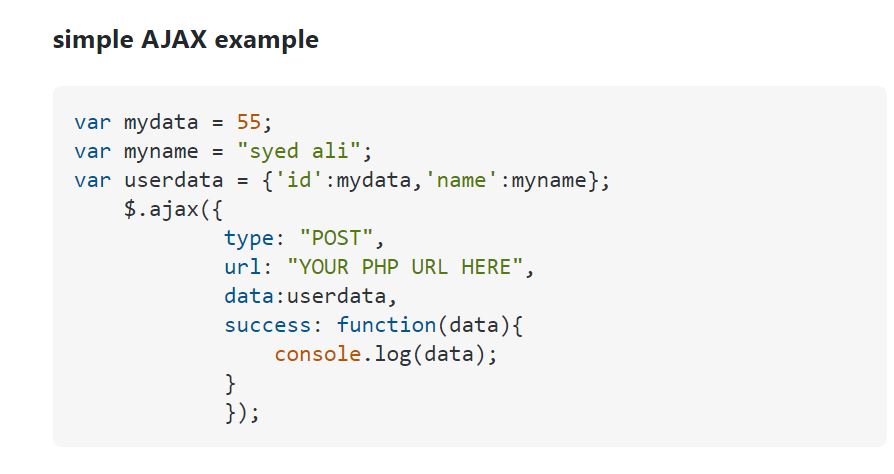 simple AJAX example
var mydata = 55;
var myname = "syed ali";
var userdata = {'id':mydata,'name':myname};
    $.ajax({
            type: "POST",
            url: "YOUR PHP URL HERE",
            data:userdata,
            success: function(data){
                console.log(data);
            }
            });